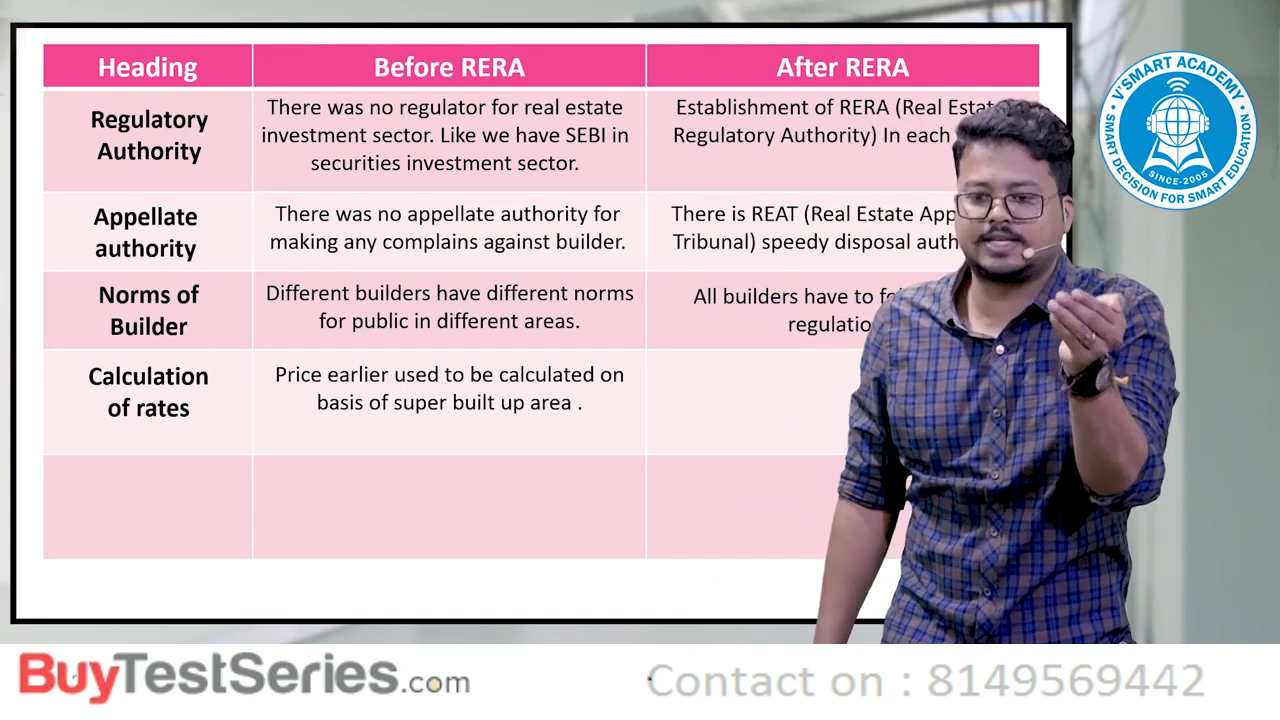 Heading
Before RERA
After RERA
Regulatory
Authority
There was no regulator for real estate
investment sector. Like we have SEBI in
securities investment sector.
Establishment of RERA (Real Estate
Regulatory Authority) In each
Appellate
authority
There was no appellate authority for
making any complains against builder.
There is REAT (Real Estate App
Tribunal) speedy disposal auth
Norms of
Builder
Different builders have different norms
for public in different areas.
All builders have to fo
regulatio
Calculation
of rates
Price earlier used to be calculated on
basis of super built up area .
V'SMART ACADEMY
SMART DECISION FOR SMART EDUCATION
SINCE-2005
BuyTestSeries.com
Contact on : 8149569442